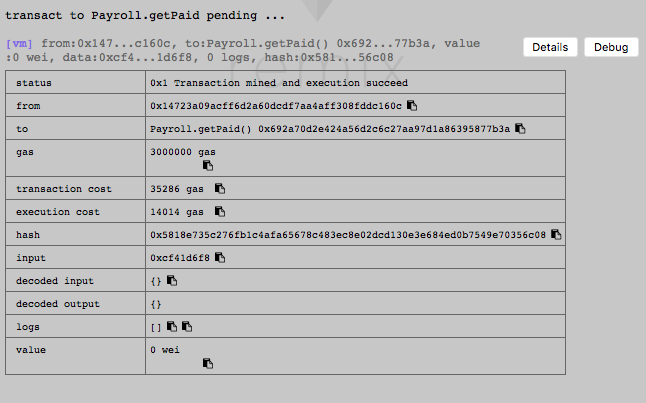 transact to Payroll.getPaid pending ...
[vm] from:0x147...c160c, to:Payroll.getPaid() 0x692...77b3a, value
:0 wei, data:0xcf4...1d6f8, 0 logs, hash:0x581...56c08
Details
Debug
remix
status 0x1 Transaction mined and execution succeed
from 0x14723a09acff6d2a60dcdf7aa4aff308fddc160c
to Payroll.getPaid() 0x692a70d2e424a56d2c6c27aa97d1a86395877b3a
gas 3000000 gas
transaction cost 35286 gas
execution cost 14014 gas
hash 0x5818e735c276fb1c4afa65678c483ec8e02dcd130e3e684ed0b7549e70356c08
input 0xcf41d6f8
decoded input {}
decoded output {}
logs []
value 0 wei